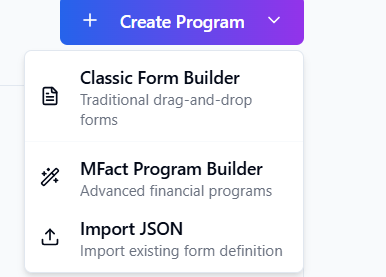 Create Program
Classic Form Builder
Traditional drag-and-drop
forms
MFact Program Builder
Advanced financial programs
Import JSON
Import existing form definition